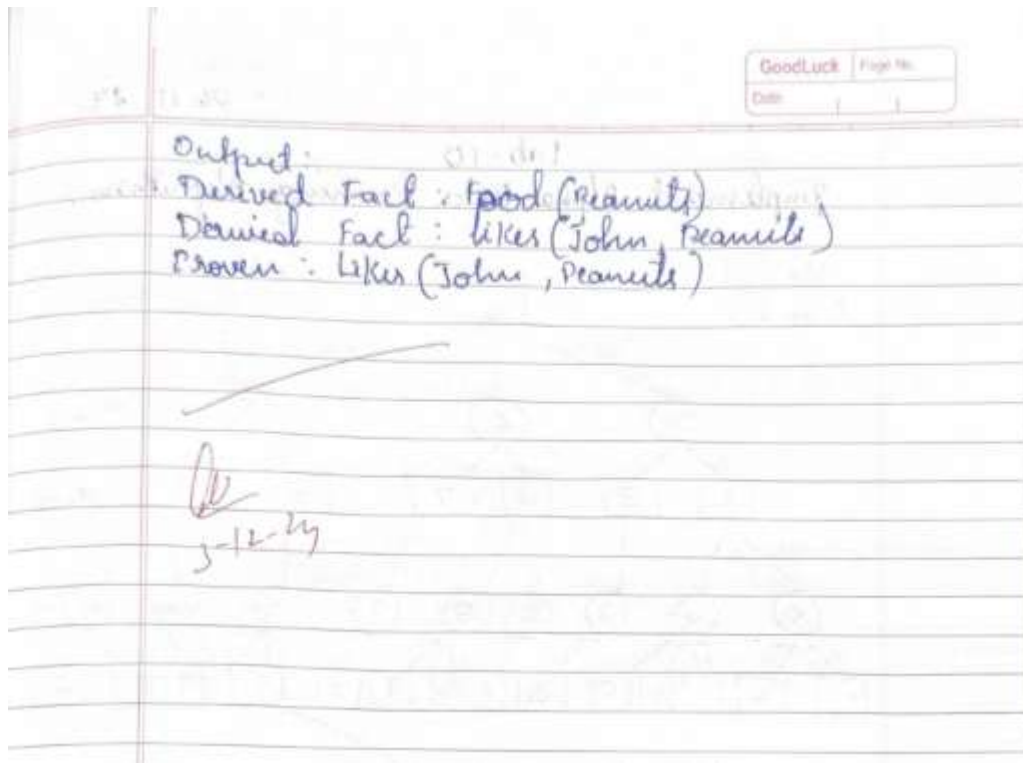 GoodLuck Page No.
Date
Output:
Derived Fact : Food (Peanuts)
Derived Fact : Likes (John, Peanuts)
Proven : Likes (John, Peanuts)
3-12-24